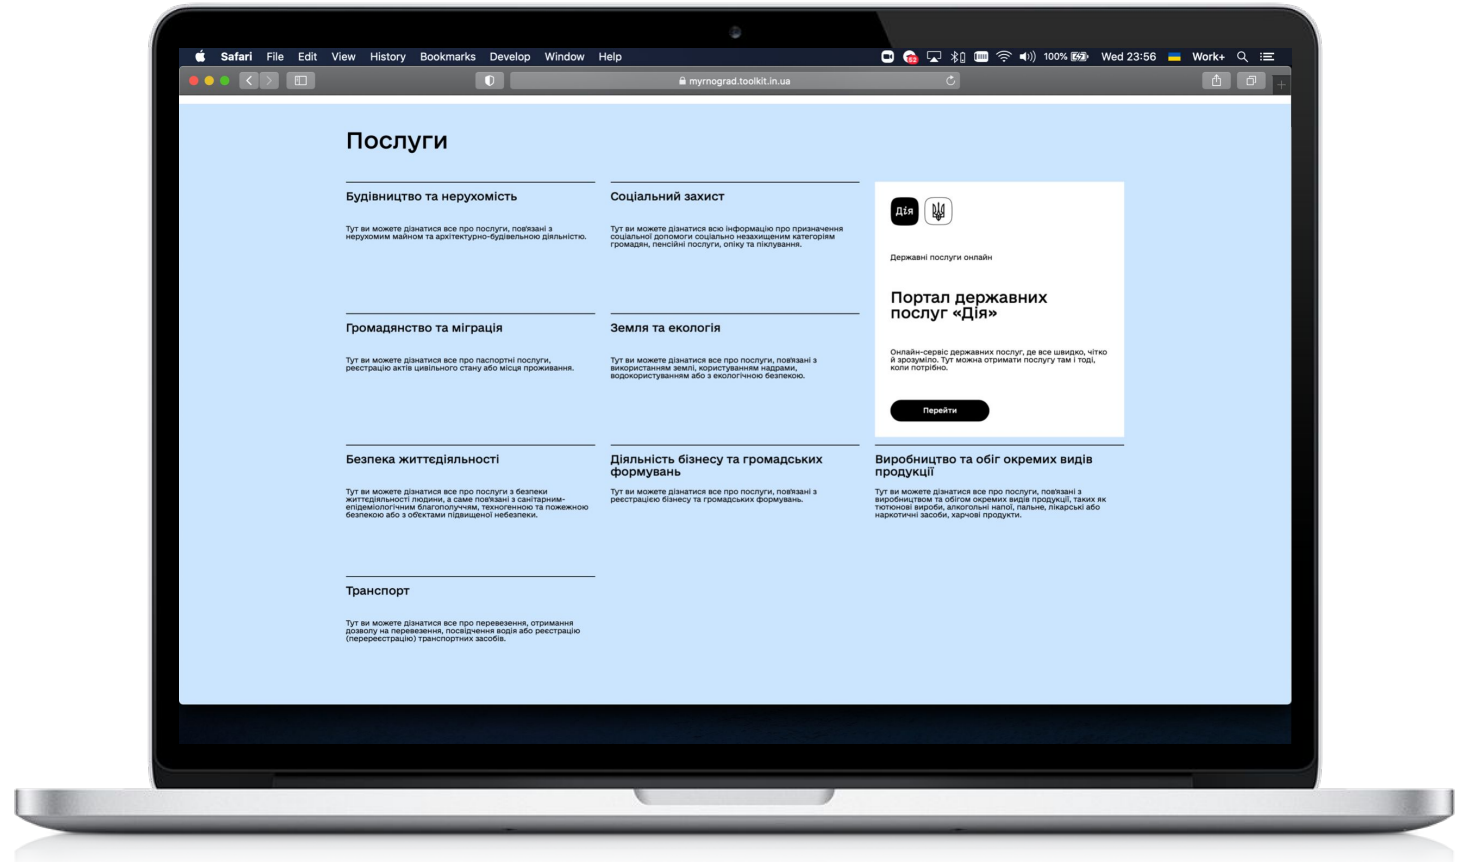 Safari File Edit View History Bookmarks Develop Window Help 100% Wed 23:56 Work+
myrnograd.toolkit.in.ua
Послуги
Будівництво та нерухомість
Тут ви можете дізнатися все про послуги, пов'язані з
нерухомим майном та архітектурно-будівельною діяльністю.
Соціальний захист
Тут ви можете дізнатися всю інформацію про призначення
соціальної допомоги соціально незахищеним категоріям
громадян, пенсійні послуги, опіку та піклування.
Дія
Державні послуги онлайн
Портал державних
послуг «Дія»
Онлайн-сервіс державних послуг, де все швидко, чітко
й зрозуміло. Тут можна отримати послугу там і тоді,
коли потрібно.
Перейти
Громадянство та міграція
Тут ви можете дізнатися все про паспортні послуги,
реєстрацію актів цивільного стану або місця проживання.
Земля та екологія
Тут ви можете дізнатися все про послуги, пов'язані з
використанням землі, користуванням надрами,
водокористуванням або з екологічною безпекою.
Безпека життєдіяльності
Тут ви можете дізнатися все про послуги з безпеки
життєдіяльності людини, а саме пов'язані з санітарним-
епідеміологічним благополуччям, техногенною та пожежною
безпекою або з об'єктами підвищеної небезпеки.
Діяльність бізнесу та громадських
формувань
Тут ви можете дізнатися все про послуги, пов'язані з
реєстрацією бізнесу та громадських формувань.
Виробництво та обіг окремих видів
продукції
Тут ви можете дізнатися все про послуги, пов'язані з
виробництвом та обігом окремих видів продукції, таких як
тютюнові вироби, алкогольні напої, пальне, лікарські або
наркотичні засоби, харчові продукти.
Транспорт
Тут ви можете дізнатися все про перевезення, отримання
дозволу на перевезення, посвідчення водія або реєстрацію
(перереєстрацію) транспортних засобів.